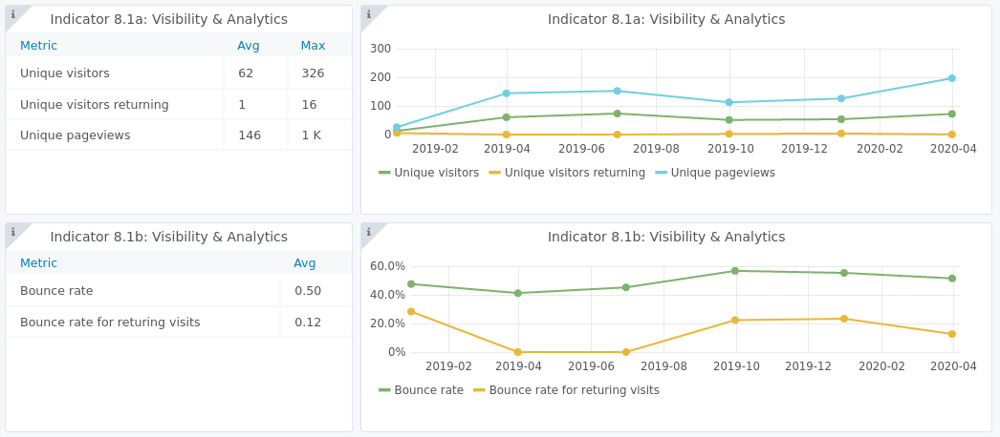 Indicator 8.1a: Visibility & Analytics
Metric Avg Max
Unique visitors 62 326
Unique visitors returning 1 16
Unique pageviews 146 1 K
Indicator 8.1a: Visibility & Analytics
300
200
100
0
2019-02 2019-04 2019-06 2019-08 2019-10 2019-12 2020-02 2020-04
Unique visitors Unique visitors returning Unique pageviews
Indicator 8.1b: Visibility & Analytics
Metric Avg
Bounce rate 0.50
Bounce rate for returing visits 0.12
Indicator 8.1b: Visibility & Analytics
60.0%
40.0%
20.0%
0%
2019-02 2019-04 2019-06 2019-08 2019-10 2019-12 2020-02 2020-04
Bounce rate Bounce rate for returing visits